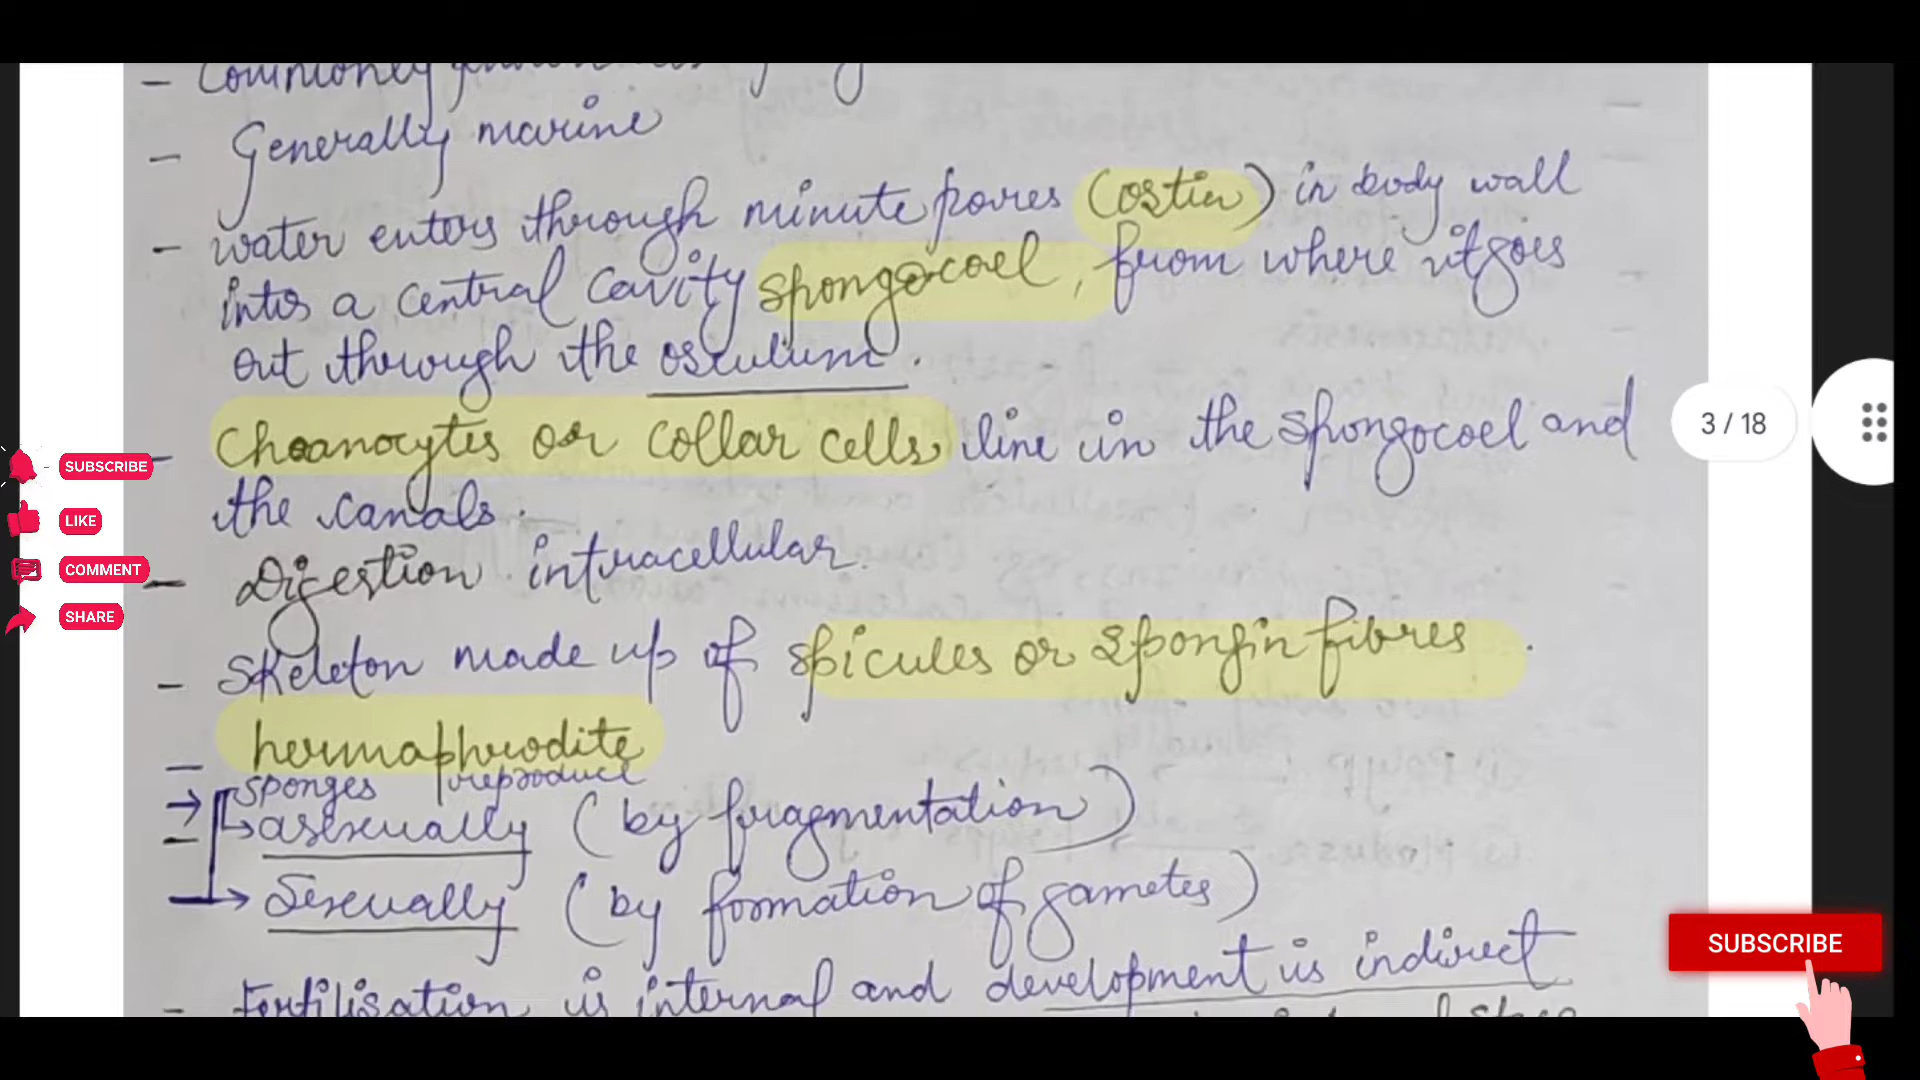 - Commonly
- Generally marine
- water enters through minute pores (ostia) in body wall
into a central cavity spongocoel, from where it goes
out through the osculum.
- Choanocytes or collar cells line in the spongocoel and
the canals.
- Digestion intracellular.
- Skeleton made up of spicules or spongin fibres.
- hermaphrodite
→ sponges reproduce
- ↳ asexually (by fragmentation)
→ Sexually (by formation of gametes)
- Fertilisation is internal and development is indirect
3 / 18
SUBSCRIBE
LIKE
COMMENT
SHARE
SUBSCRIBE